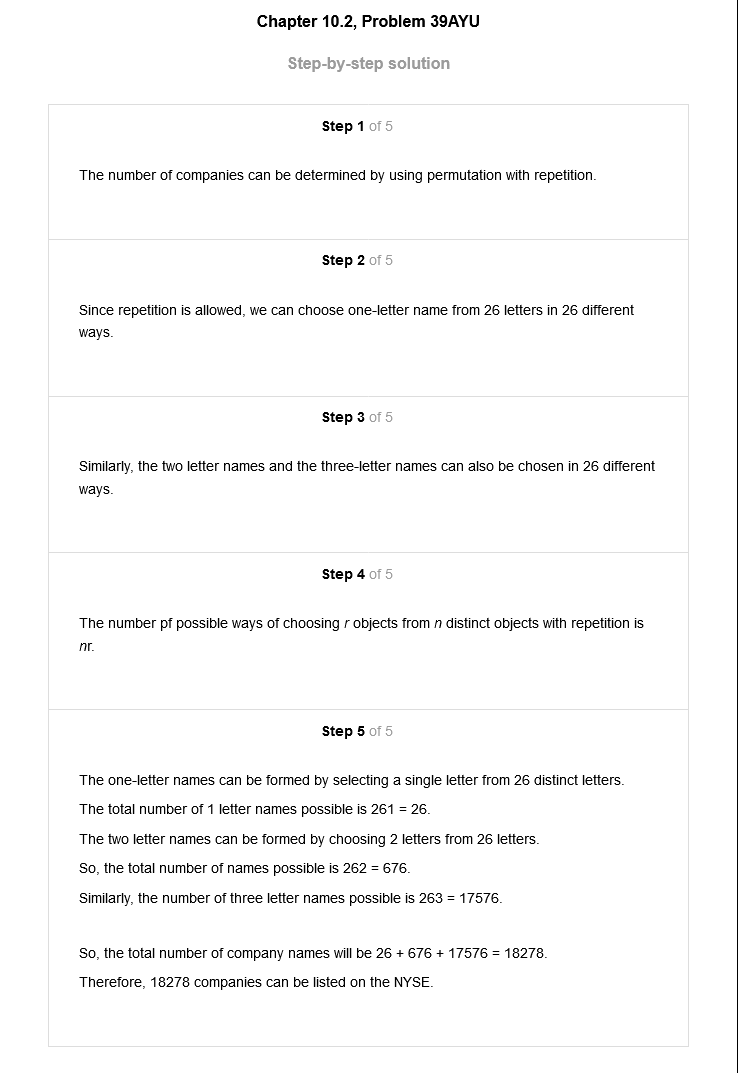 Chapter 10.2, Problem 39AYU
Step-by-step solution
Step 1 of 5
The number of companies can be determined by using permutation with repetition.
Step 2 of 5
Since repetition is allowed, we can choose one-letter name from 26 letters in 26 different
ways.
Step 3 of 5
Similarly, the two letter names and the three-letter names can also be chosen in 26 different
ways.
Step 4 of 5
The number pf possible ways of choosing r objects from n distinct objects with repetition is
nr.
Step 5 of 5
The one-letter names can be formed by selecting a single letter from 26 distinct letters.
The total number of 1 letter names possible is 261 = 26.
The two letter names can be formed by choosing 2 letters from 26 letters.
So, the total number of names possible is 262 = 676.
Similarly, the number of three letter names possible is 263 = 17576.
So, the total number of company names will be 26 + 676 + 17576 = 18278.
Therefore, 18278 companies can be listed on the NYSE.